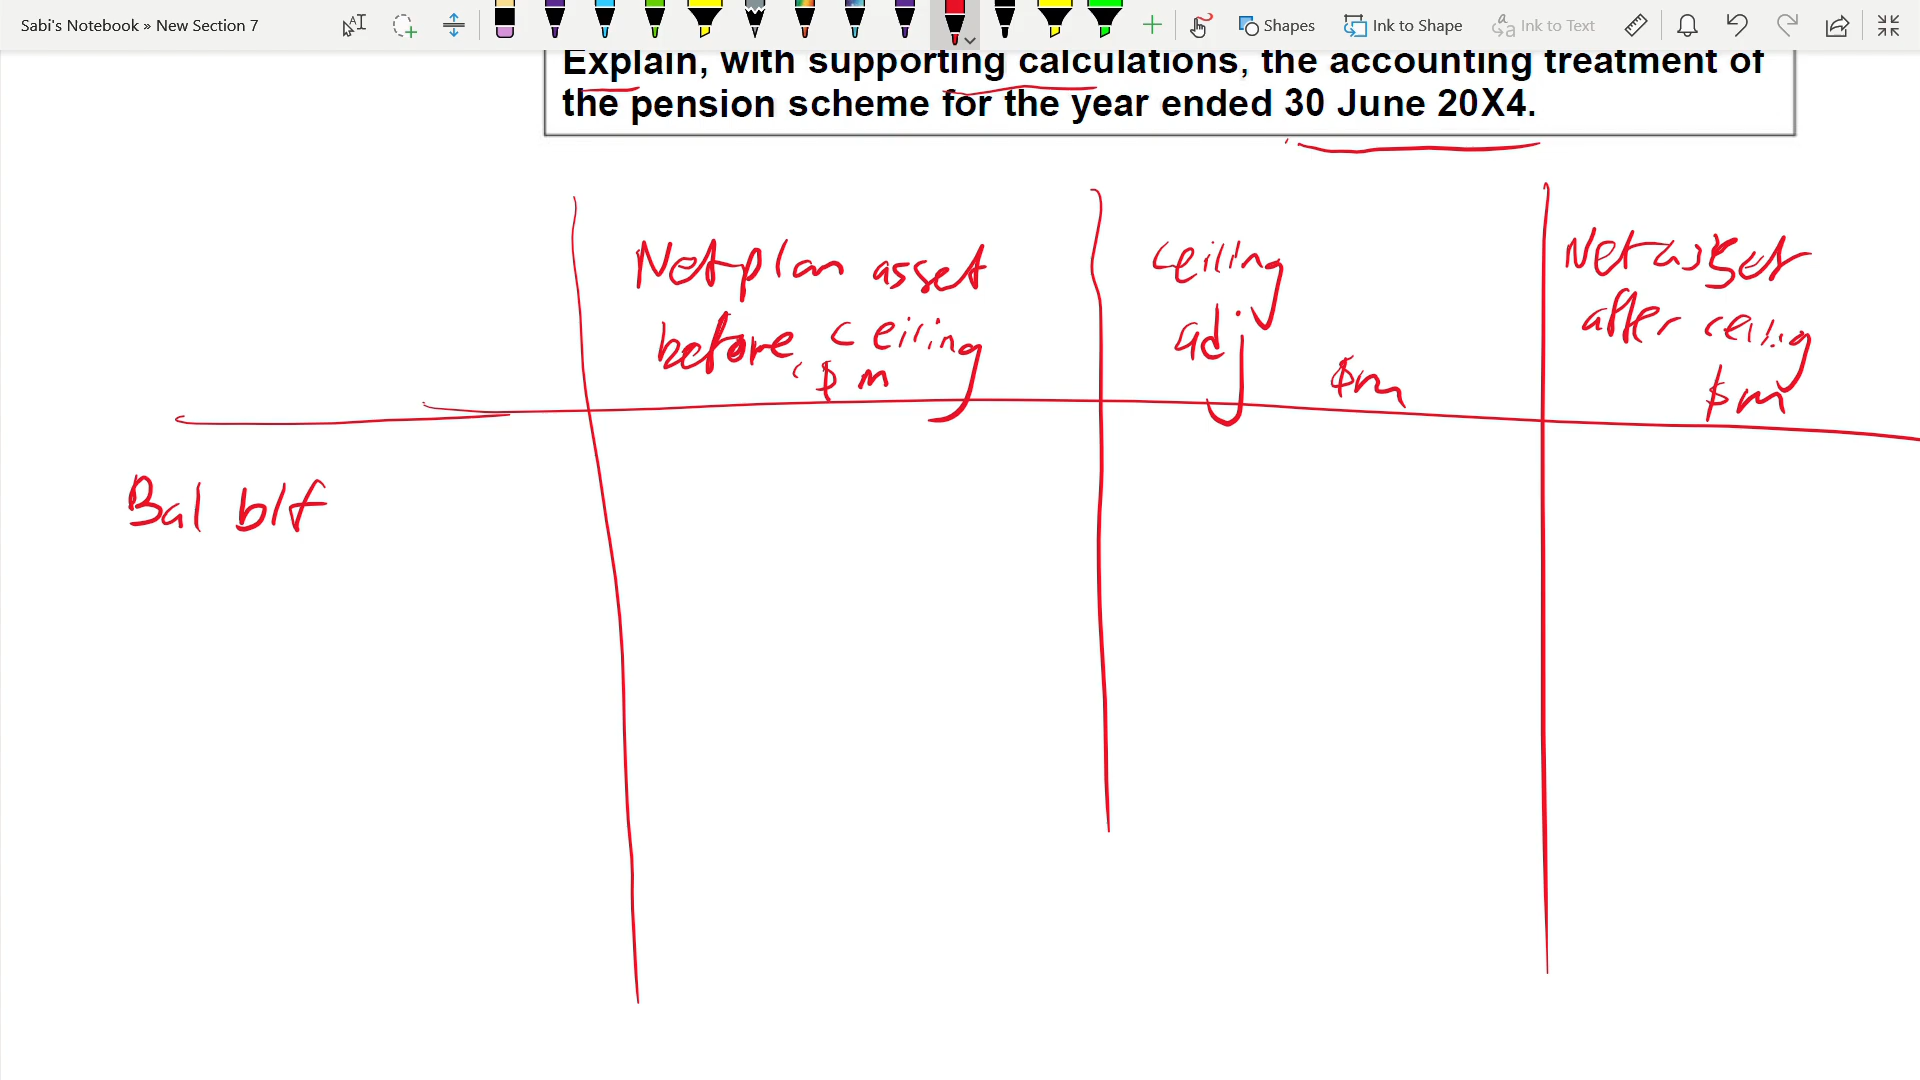 Sabi's Notebook » New Section 7
Shapes
Ink to Shape
Ink to Text
Explain, with supporting calculations, the accounting treatment of
the pension scheme for the year ended 30 June 20X4.
Net plan asset
before ceiling
$m
ceiling
adj
$m
Net asset
after ceiling
$m
Bal b/f